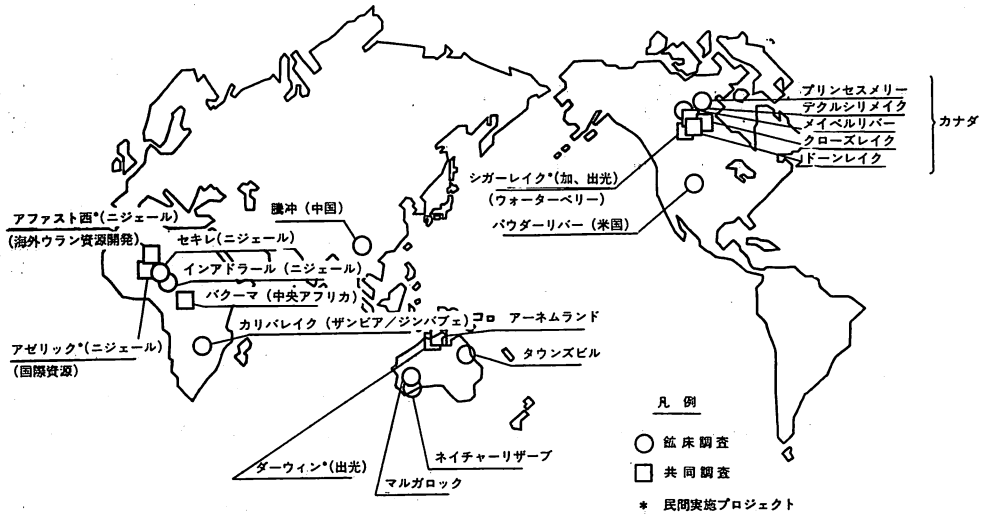 プリンセスメリー
テクルシリメイク
メイベルリバー
クローズレイク
ドーンレイク
カナダ
シガーレイク*(加、出光)
(ウォーターベリー)
パウダーリバー(米国)
アファスト西*(ニジェール)
(海外ウラン資源開発)
騰冲(中国)
セキレ(ニジェール)
インアドラール(ニジェール)
バクーマ(中央アフリカ)
カリバレイク(ザンビア/ジンバブェ)
アーネムランド
アゼリック*(ニジェール)
(国際資源)
タウンズビル
ダーウィン*(出光)
ネイチャーリザーブ
マルガロック
凡例
鉱床調査
共同調査
* 民間実施プロジェクト